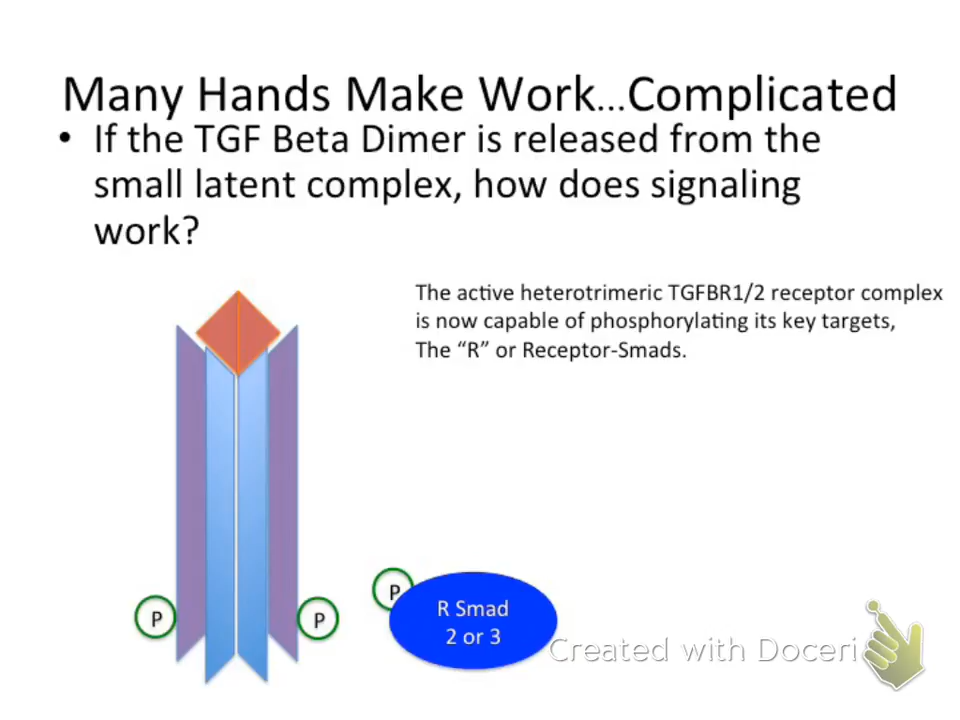 Many Hands Make Work...Complicated
• If the TGF Beta Dimer is released from the
small latent complex, how does signaling
work?
The active heterotrimeric TGFBR1/2 receptor complex
is now capable of phosphorylating its key targets,
The “R” or Receptor-Smads.
P
P
P
R Smad
2 or 3
Created with Doceri